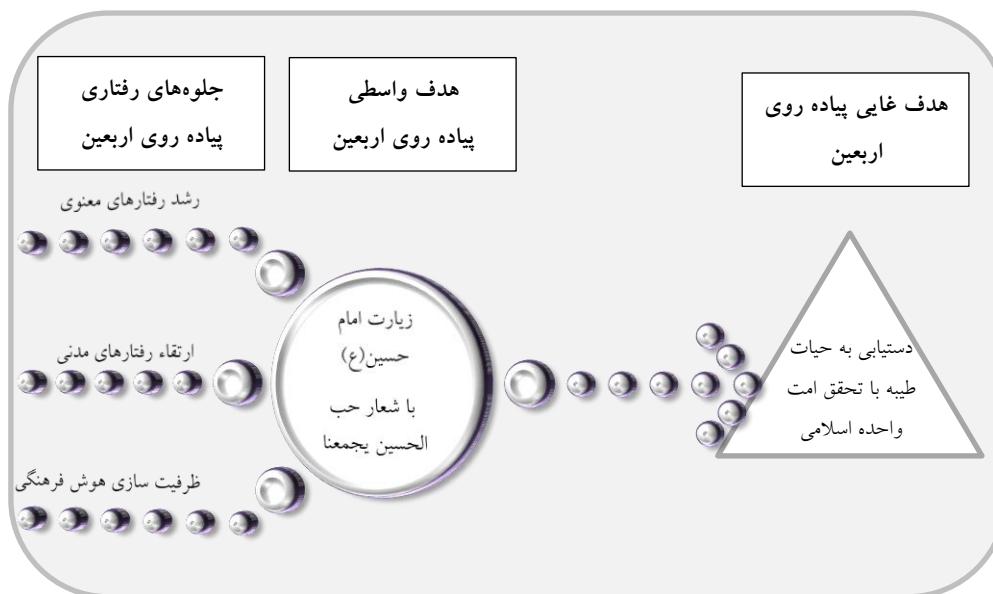 جلوه‌های رفتاری
پیاده روی اربعین
هدف واسطی
پیاده روی اربعین
هدف غایی پیاده روی
اربعین
رشد رفتارهای معنوی
ارتقاء رفتارهای مدنی
ظرفیت سازی هوش فرهنگی
زیارت امام
حسین(ع)
با شعار حب
الحسین یجمعنا
دستیابی به حیات
طیبه با تحقق امت
واحده اسلامی